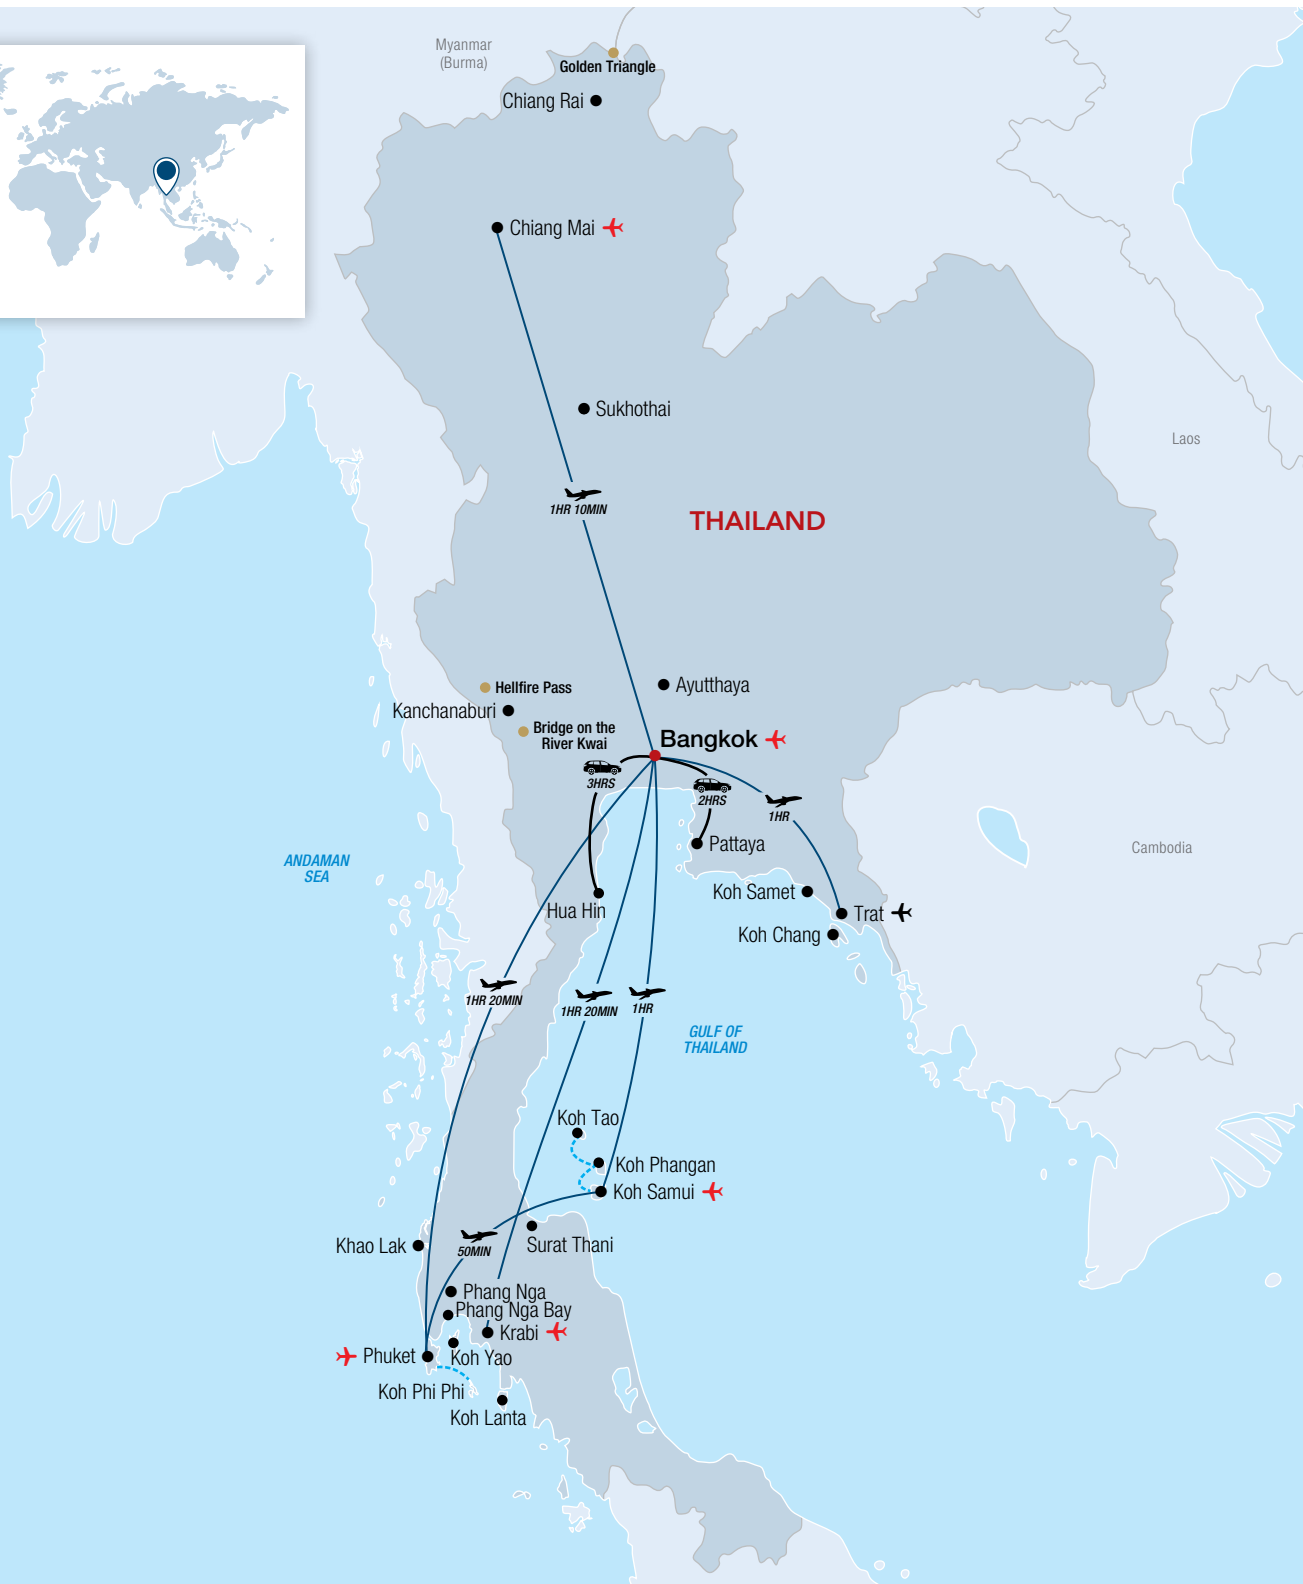 Myanmar
(Burma)
Golden Triangle
Chiang Rai
Chiang Mai
Sukhothai
Laos
1HR 10MIN
THAILAND
Ayutthaya
Hellfire Pass
Kanchanaburi
Bridge on the
River Kwai
Bangkok
3HRS
2HRS
1HR
Pattaya
Cambodia
ANDAMAN
SEA
Koh Samet
Hua Hin
Trat
Koh Chang
1HR 20MIN
1HR 20MIN
1HR
GULF OF
THAILAND
Koh Tao
Koh Phangan
Koh Samui
Khao Lak
50MIN
Surat Thani
Phang Nga
Phang Nga Bay
Krabi
Phuket
Koh Yao
Koh Phi Phi
Koh Lanta